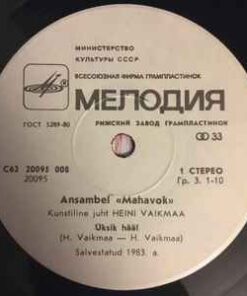 МИНИСТЕРСТВО
КУЛЬТУРЫ СССР
ВСЕСОЮЗНАЯ ФИРМА ГРАМПЛАСТИНОК
МЕЛОДИЯ
ГОСТ 5289-80
РИЖСКИЙ ЗАВОД ГРАМПЛАСТИНОК
33
С62 20095 008
20095
1 СТЕРЕО
Гр. 3. 1-10
Ansambel «Mahavok»
Kunstiline juht HEINI VAIKMAA
Üksik hääl
(H. Vaikmaa — H. Vaikmaa)
Salvestatud 1983. a.